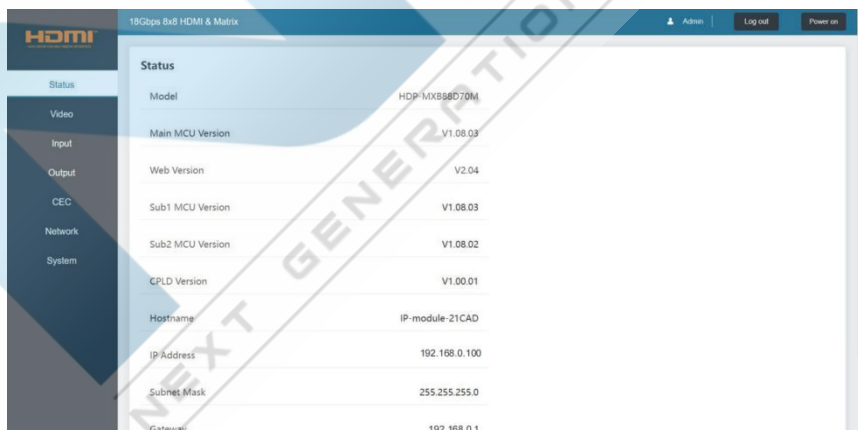 18Gbps 8x8 HDMI & Matrix
Admin
Log out
Power on
HDMI
Status
Video
Input
Output
CEC
Network
System
Status
Model HDP-MXB88D70M
Main MCU Version V1.08.03
Web Version V2.04
Sub1 MCU Version V1.08.03
Sub2 MCU Version V1.08.02
CPLD Version V1.00.01
Hostname IP-module-21CAD
IP Address 192.168.0.100
Subnet Mask 255.255.255.0
Gateway 192.168.0.1
NEXT GENERATION